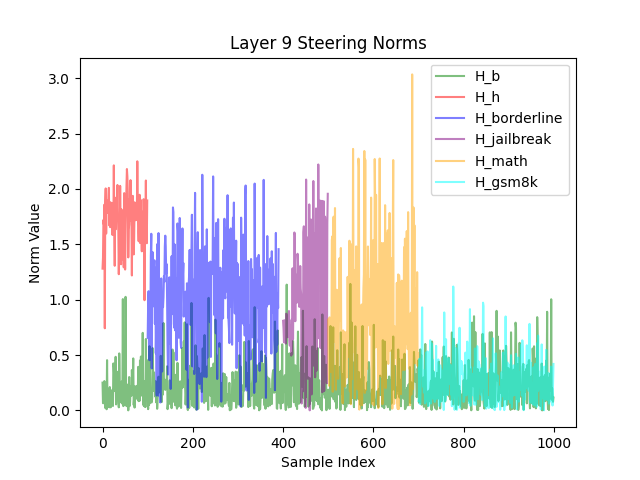 Layer 9 Steering Norms
Norm Value
3.0
2.5
2.0
1.5
1.0
0.5
0.0
H_b
H_h
H_borderline
H_jailbreak
H_math
H_gsm8k
0
200
400
600
800
1000
Sample Index